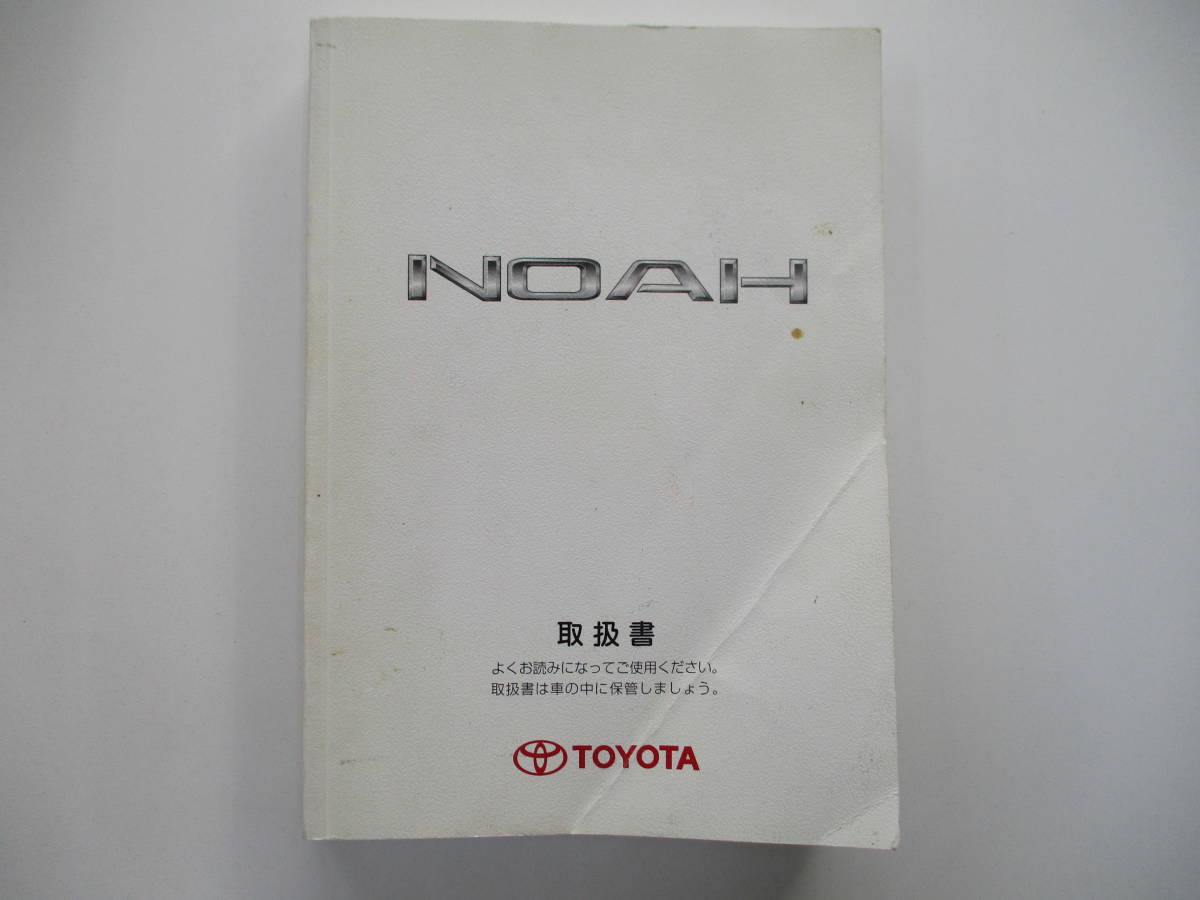 NOAH
取扱書
よくお読みになってご使用ください。
取扱書は車の中に保管しましょう。
TOYOTA